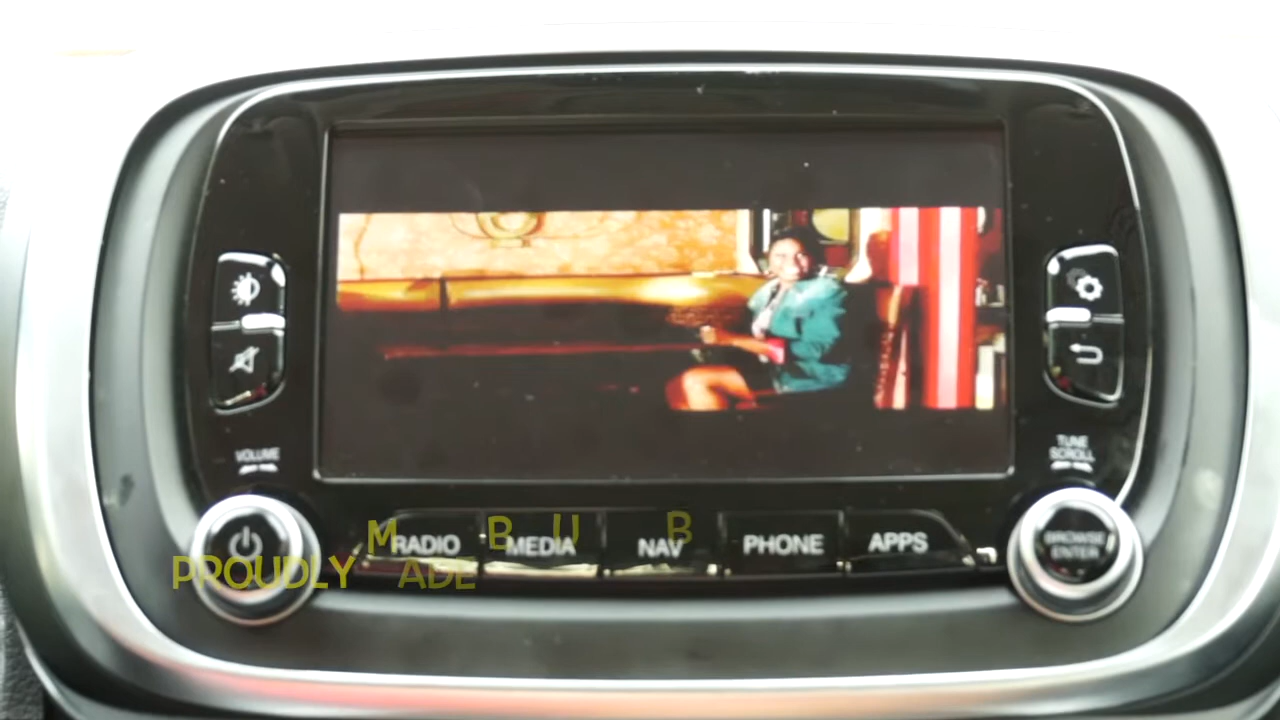 VOLUME
TUNE
SCROLL
RADIO MEDIA NAV PHONE APPS
BROWSE
ENTER
M B U B
PROUDLY ADE